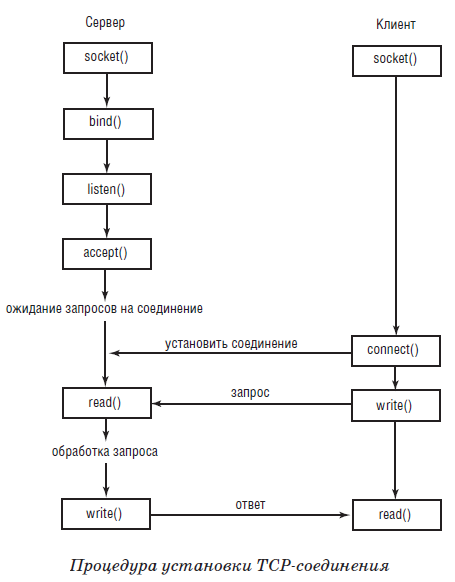 Сервер
Клиент
socket()
socket()
bind()
listen()
accept()
ожидание запросов на соединение
установить соединение
connect()
запрос
read()
write()
обработка запроса
ответ
write()
read()
Процедура установки TCP-соединения